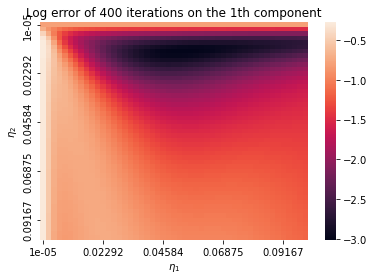 Log error of 400 iterations on the 1th component
1e-05
0.02292
0.04584
0.06875
0.09167
η₂
1e-05 0.02292 0.04584 0.06875 0.09167
η₁
−0.5
−1.0
−1.5
−2.0
−2.5
−3.0